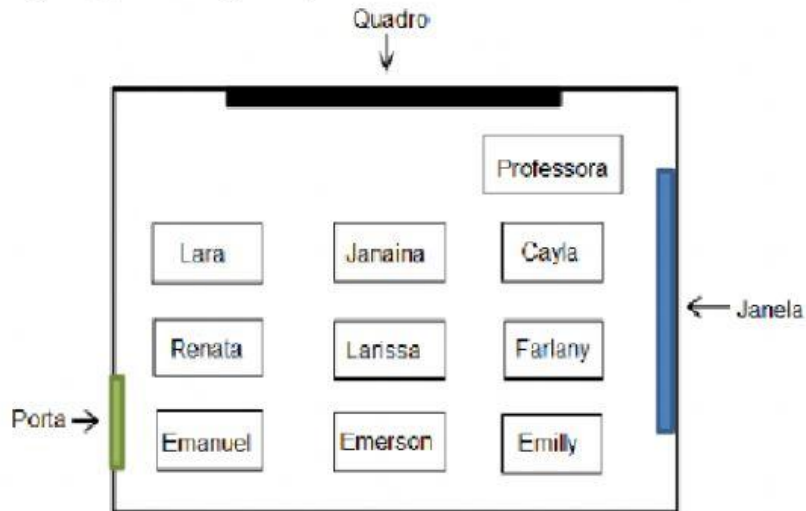 Quadro
Professora
Lara Janaina Cayla
Janela
Renata Larissa Farlany
Porta
Emanuel Emerson Emilly